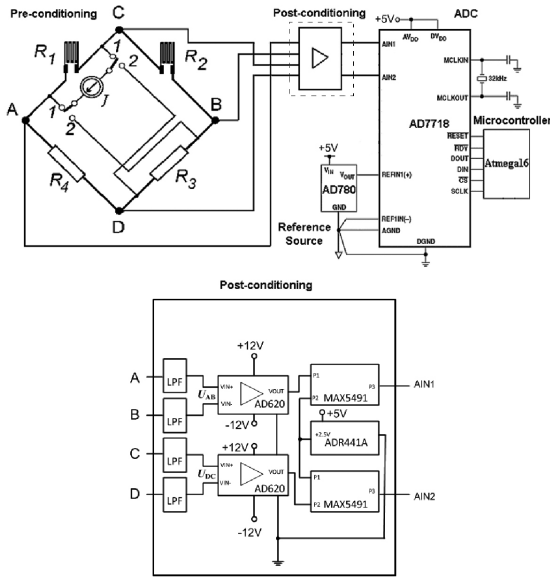 Pre-conditioning
C
Post-conditioning
ADC
+5V
AVDD
DVDD
R1
1
2
R2
J
1
2
A
B
R4
R3
D
AIN1
AIN2
MCLKIN
32kHz
MCLKOUT
AD7718
Microcontroller
RESET
RDY
DOUT
DIN
CS
SCLK
Atmega16
+5V
VIN
VOUT
AD780
GND
REFIN1(+)
Reference
Source
REF1IN(–)
AGND
DGND
Post-conditioning
+12V
A
LPF
VIN+
UAB
VIN-
VOUT
AD620
B
LPF
-12V
P1
P2
P3
MAX5491
AIN1
+5V
+2.5V
ADR441A
+12V
C
LPF
VIN+
UDC
VIN-
VOUT
AD620
D
LPF
-12V
P1
P2
P3
MAX5491
AIN2